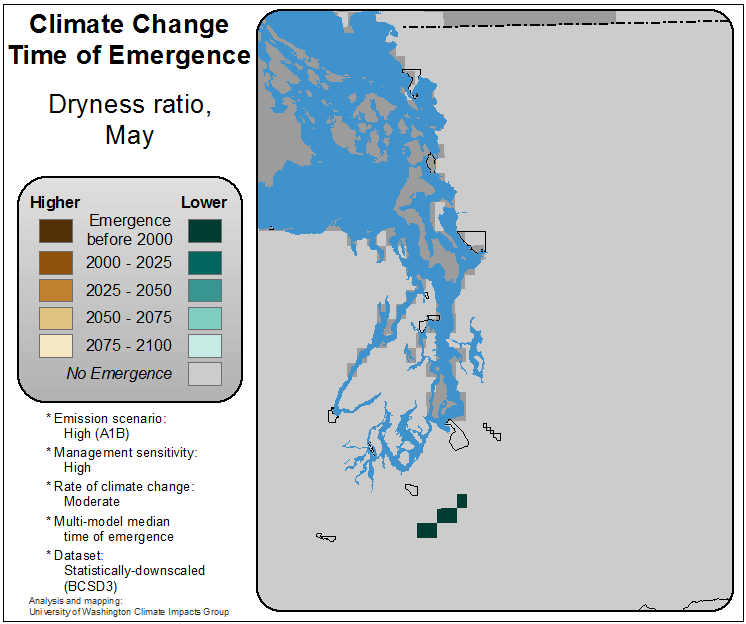 Climate Change
Time of Emergence
Dryness ratio,
May
Higher
Lower
Emergence
before 2000
2000 - 2025
2025 - 2050
2050 - 2075
2075 - 2100
No Emergence
* Emission scenario:
High (A1B)
* Management sensitivity:
High
* Rate of climate change:
Moderate
* Multi-model median
time of emergence
* Dataset:
Statistically-downscaled
(BCSD3)
Analysis and mapping:
University of Washington Climate Impacts Group